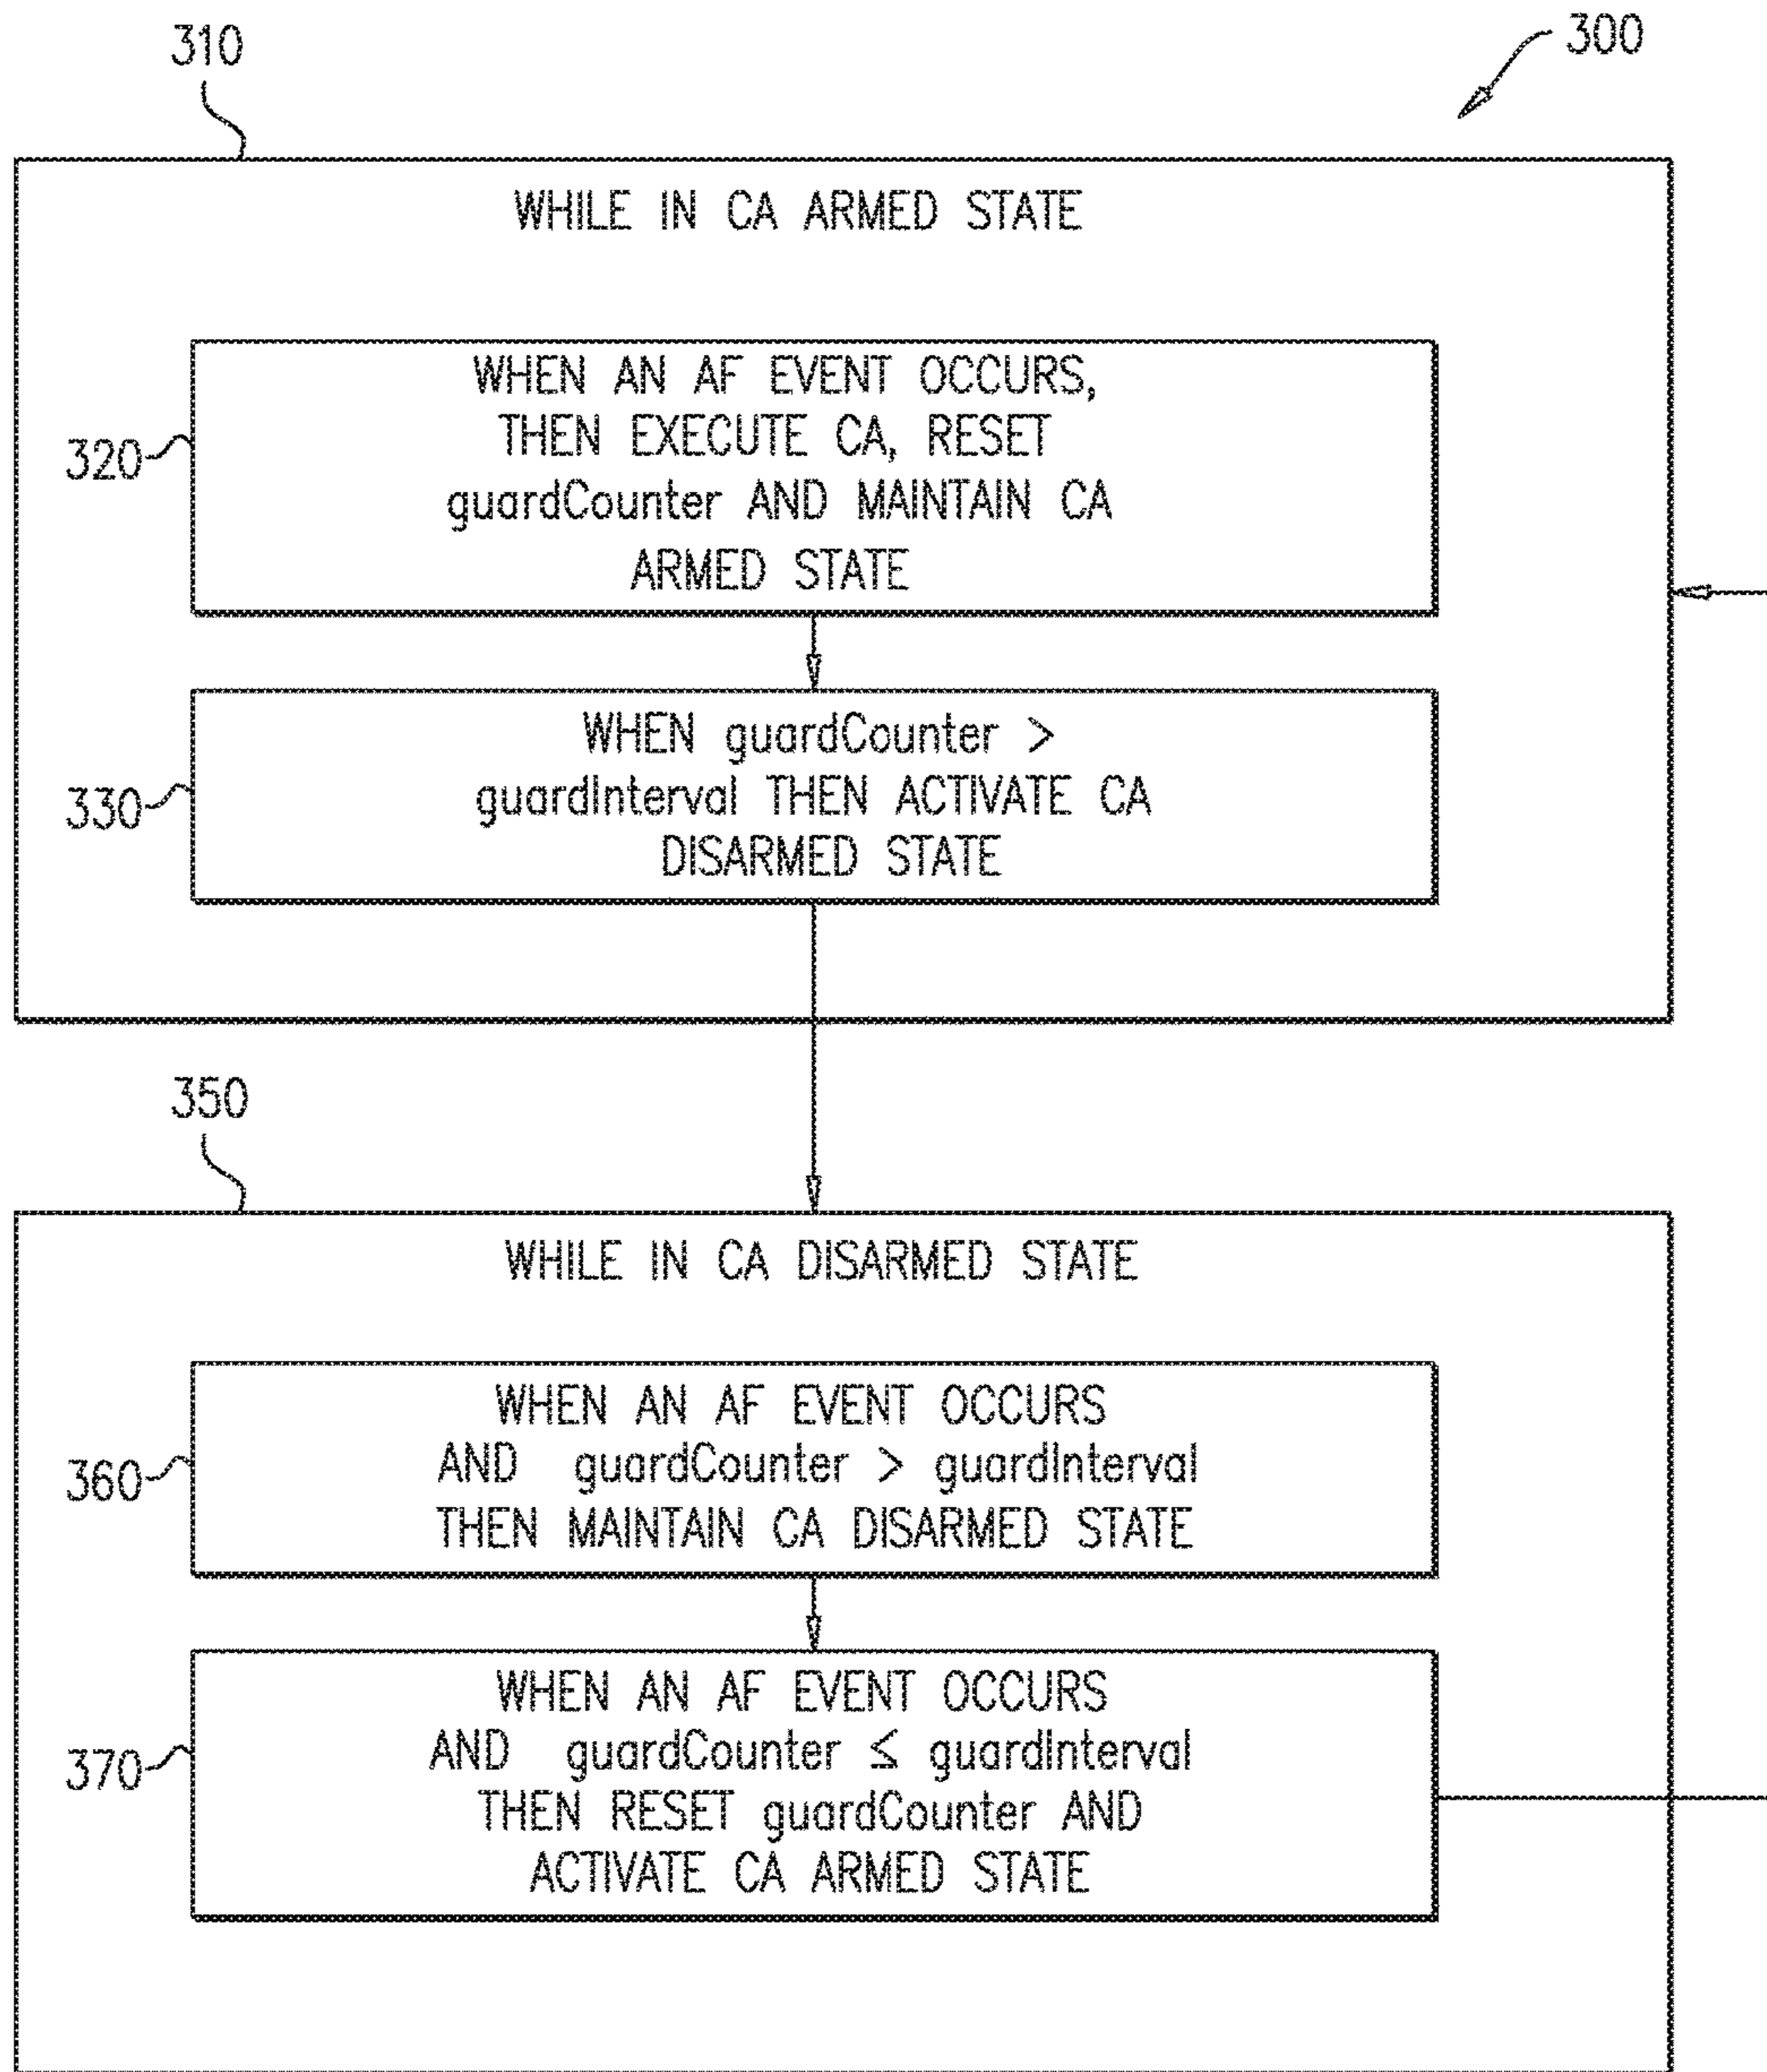 300
310
WHILE IN CA ARMED STATE
WHEN AN AF EVENT OCCURS,
THEN EXECUTE CA, RESET
guardCounter AND MAINTAIN CA
ARMED STATE
320
WHEN guardCounter >
guardInterval THEN ACTIVATE CA
DISARMED STATE
330
350
WHILE IN CA DISARMED STATE
WHEN AN AF EVENT OCCURS
AND guardCounter > guardInterval
THEN MAINTAIN CA DISARMED STATE
360
WHEN AN AF EVENT OCCURS
AND guardCounter ≤ guardInterval
THEN RESET guardCounter AND
ACTIVATE CA ARMED STATE
370